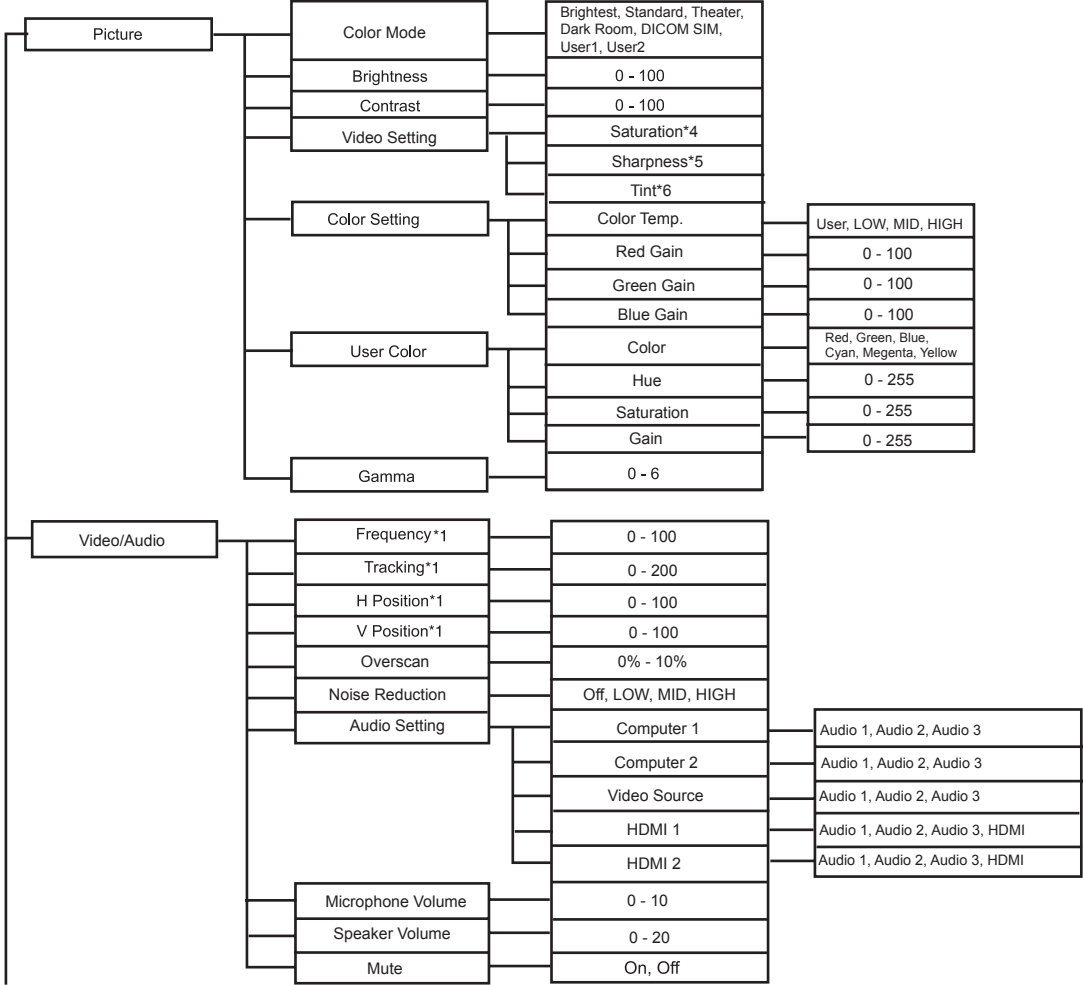 Picture
Color Mode
Brightest, Standard, Theater,
Dark Room, DICOM SIM,
User1, User2
Brightness
0 - 100
Contrast
0 - 100
Video Setting
Saturation*4
Sharpness*5
Tint*6
Color Setting
Color Temp.
User, LOW, MID, HIGH
Red Gain
0 - 100
Green Gain
0 - 100
Blue Gain
0 - 100
User Color
Color
Red, Green, Blue,
Cyan, Megenta, Yellow
Hue
0 - 255
Saturation
0 - 255
Gain
0 - 255
Gamma
0 - 6
Video/Audio
Frequency*1
0 - 100
Tracking*1
0 - 200
H Position*1
0 - 100
V Position*1
0 - 100
Overscan
0% - 10%
Noise Reduction
Off, LOW, MID, HIGH
Audio Setting
Computer 1
Audio 1, Audio 2, Audio 3
Computer 2
Audio 1, Audio 2, Audio 3
Video Source
Audio 1, Audio 2, Audio 3
HDMI 1
Audio 1, Audio 2, Audio 3, HDMI
HDMI 2
Audio 1, Audio 2, Audio 3, HDMI
Microphone Volume
0 - 10
Speaker Volume
0 - 20
Mute
On, Off